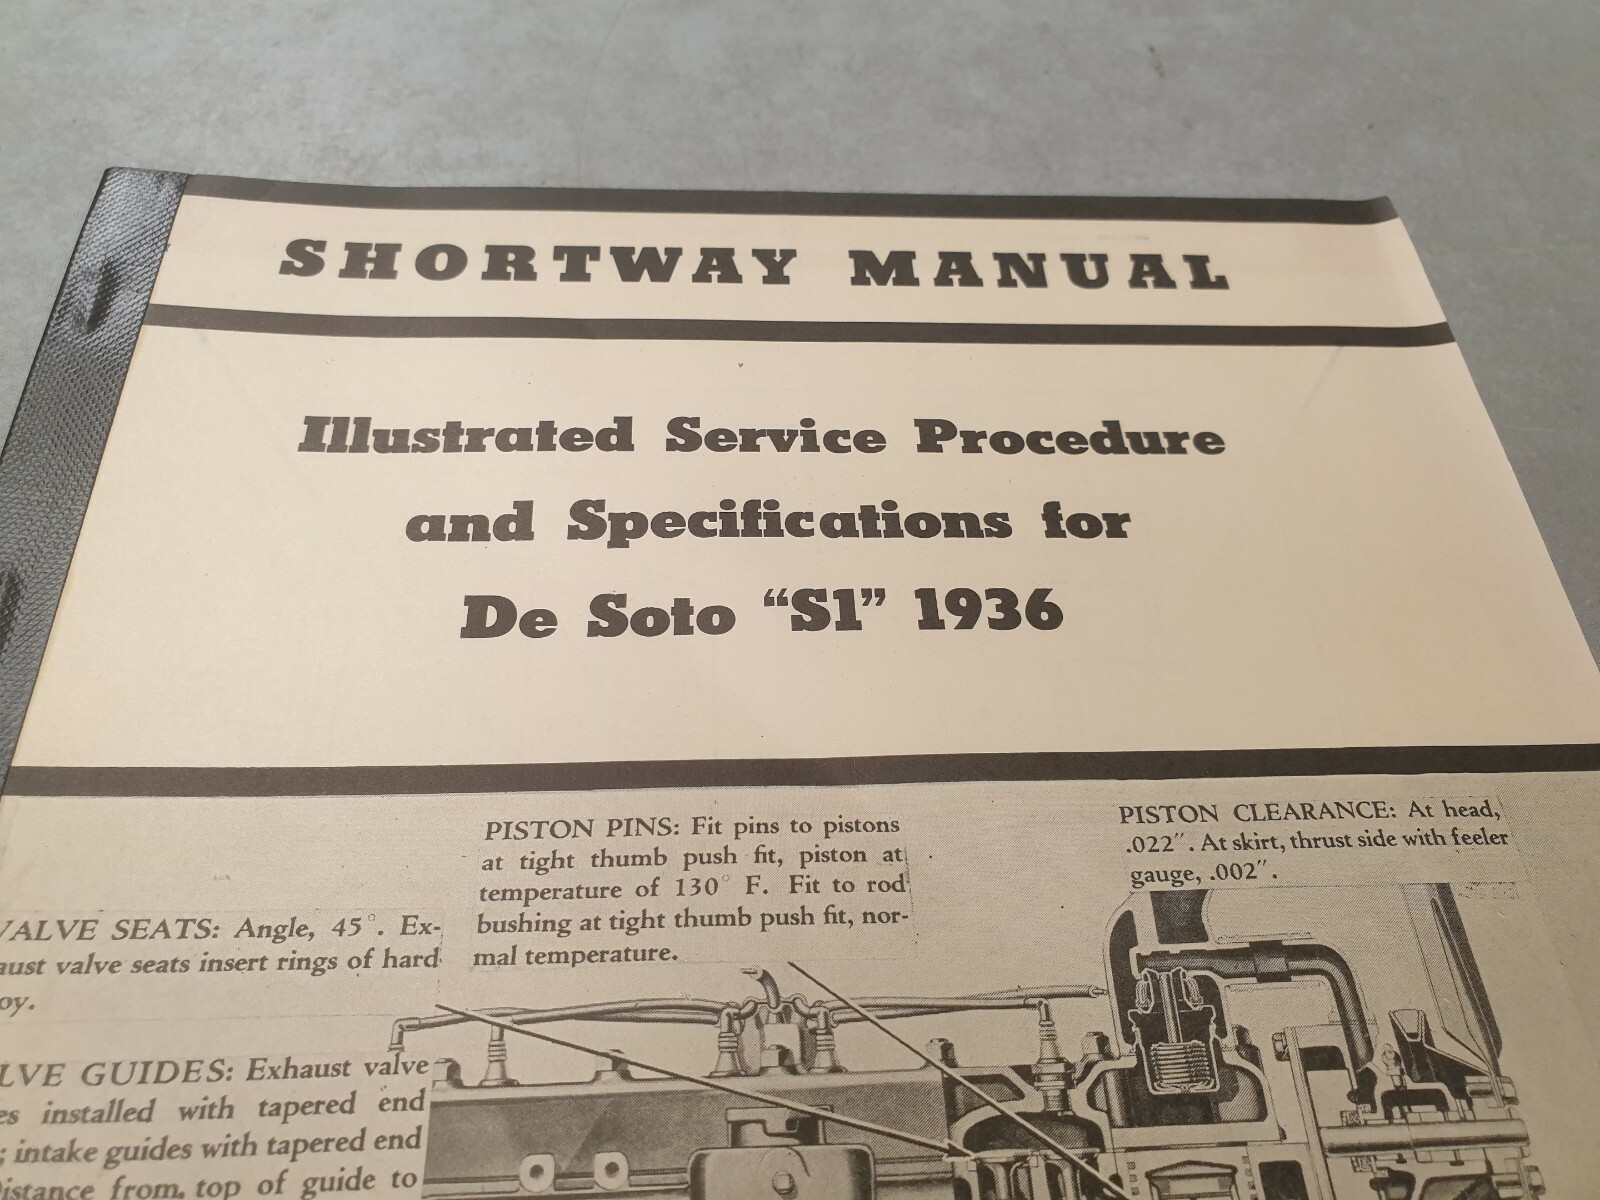 SHORTWAY MANUAL
Illustrated Service Procedure
and Specifications for
De Soto “S1” 1936
PISTON PINS: Fit pins to pistons
at tight thumb push fit, piston at
temperature of 130° F. Fit to rod
bushing at tight thumb push fit, nor-
mal temperature.
PISTON CLEARANCE: At head,
.022″. At skirt, thrust side with feeler
gauge, .002″.
VALVE SEATS: Angle, 45°. Ex-
aust valve seats insert rings of hard
oy.
LVE GUIDES: Exhaust valve
es installed with tapered end
; intake guides with tapered end
istance from top of guide to